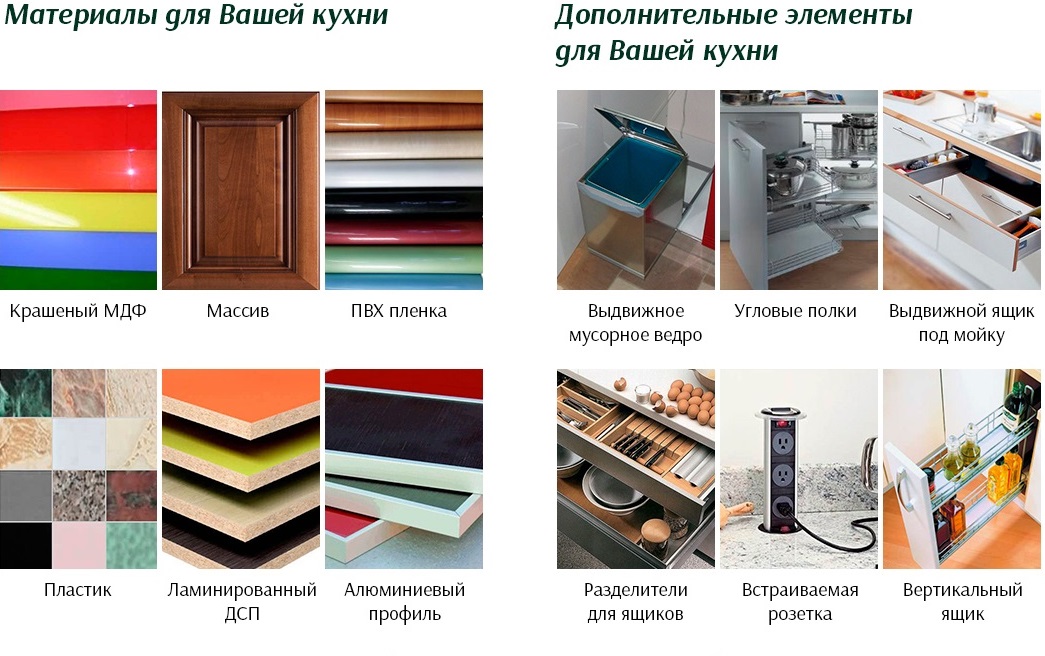 Материалы для Вашей кухни
Крашеный МДФ
Массив
ПВХ пленка
Пластик
Ламинированный
ДСП
Алюминиевый
профиль
Дополнительные элементы
для Вашей кухни
Выдвижное
мусорное ведро
Угловые полки
Выдвижной ящик
под мойку
Разделители
для ящиков
Встраиваемая
розетка
Вертикальный
ящик